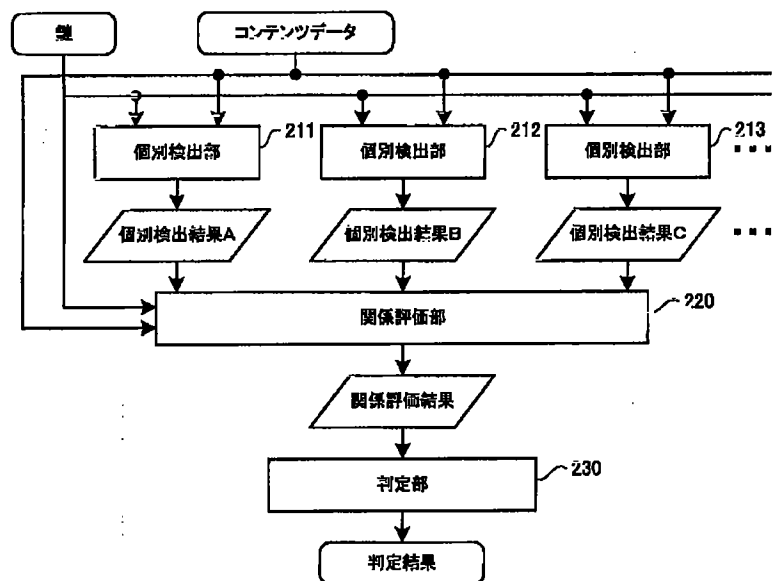 鍵
コンテンツデータ
個別検出部
211
個別検出部
212
個別検出部
213
個別検出結果A
個別検出結果B
個別検出結果C
関係評価部
220
関係評価結果
判定部
230
判定結果